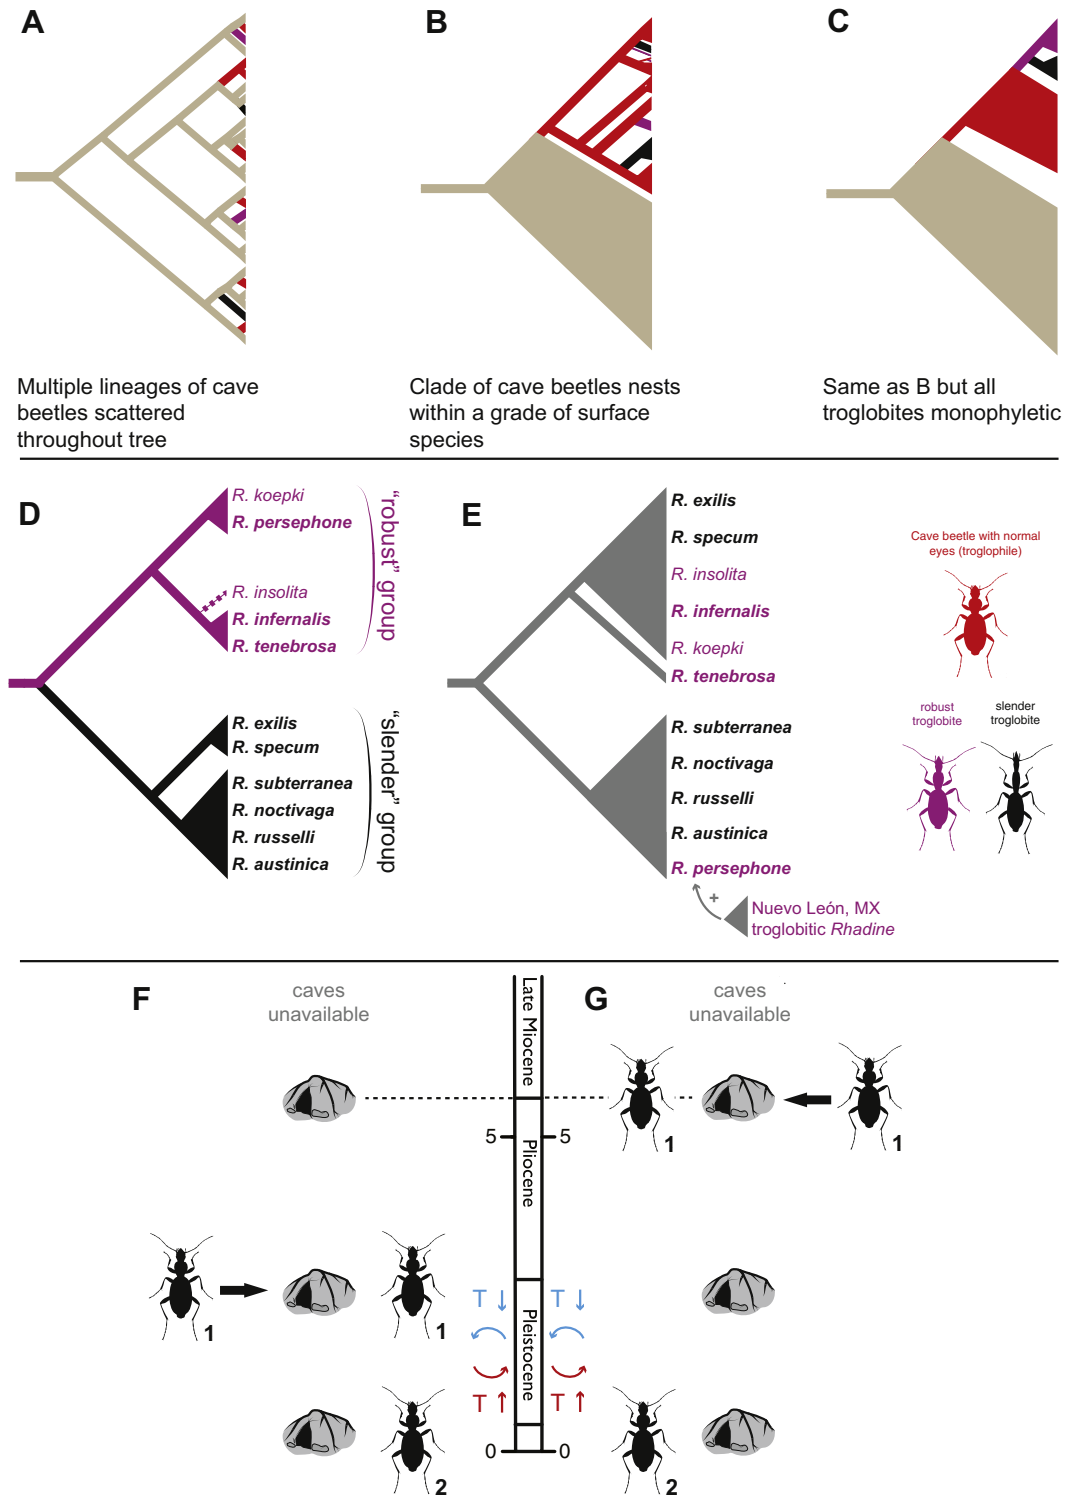 A
B
C
Multiple lineages of cave
beetles scattered
throughout tree
Clade of cave beetles nests
within a grade of surface
species
Same as B but all
troglobites monophyletic
D
R. koepki
R. persephone
R. insolita
R. infernalis
R. tenebrosa
“robust” group
R. exilis
R. specum
R. subterranea
R. noctivaga
R. russelli
R. austinica
“slender” group
E
R. exilis
R. specum
R. insolita
R. infernalis
R. koepki
R. tenebrosa
R. subterranea
R. noctivaga
R. russelli
R. austinica
R. persephone
+
Nuevo León, MX
troglobitic Rhadine
Cave beetle with normal
eyes (troglophile)
robust
troglobite
slender
troglobite
F
caves
unavailable
Late Miocene
G
caves
unavailable
1
1
5
5
Pliocene
1
1
T
T
Pleistocene
T
T
0
0
2
2